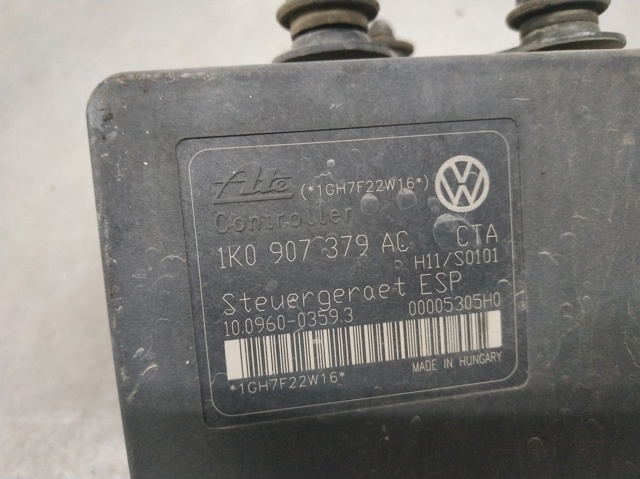 Ate (*1GH7F22W16*)
Controller
1K0 907 379 AC CTA
H11/S0101
Steuergeraet ESP
10.0960-0359.3 00005305H0
*1GH7F22W16* MADE IN HUNGARY